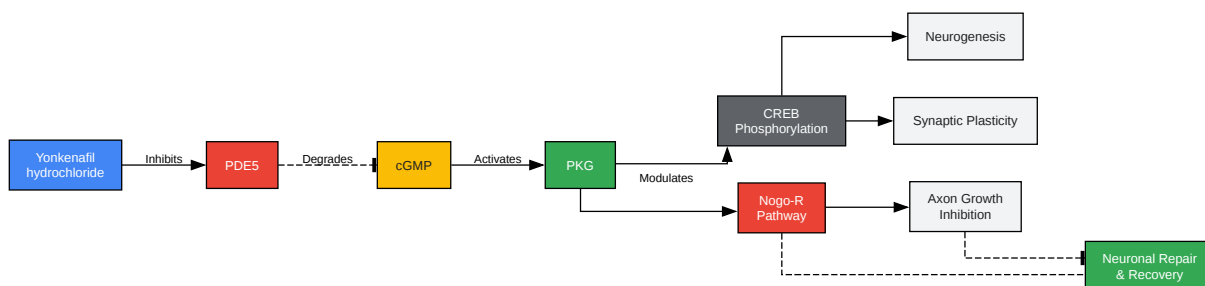 Yonkenafil
hydrochloride
Inhibits
PDE5
Degrades
cGMP
Activates
PKG
Modulates
CREB
Phosphorylation
Neurogenesis
Synaptic Plasticity
Nogo-R
Pathway
Axon Growth
Inhibition
Neuronal Repair
& Recovery